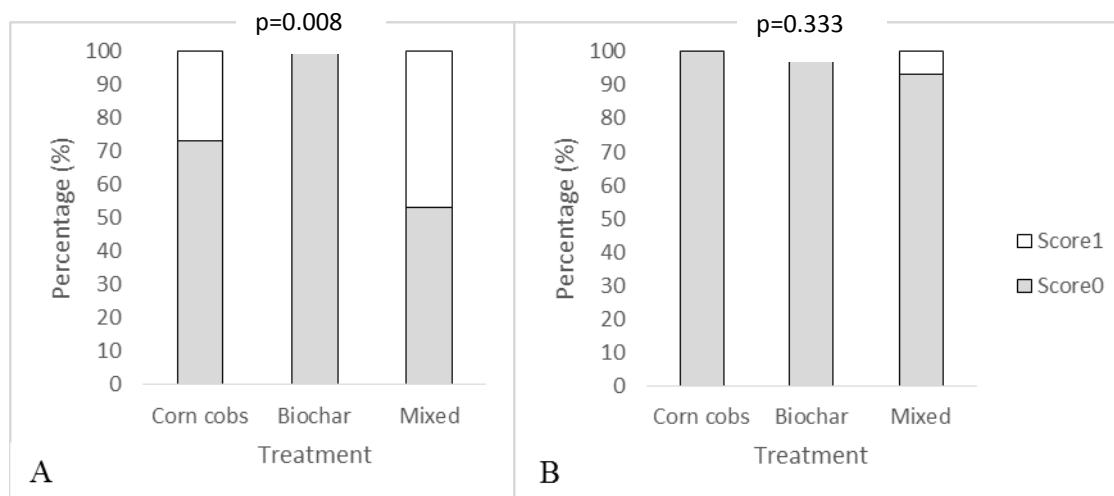 p=0.008
100
90
80
70
60
50
40
30
20
10
0
Percentage (%)
Corn cobs Biochar Mixed
Treatment
A
p=0.333
100
90
80
70
60
50
40
30
20
10
0
Percentage (%)
Corn cobs Biochar Mixed
Treatment
B
Score1
Score0